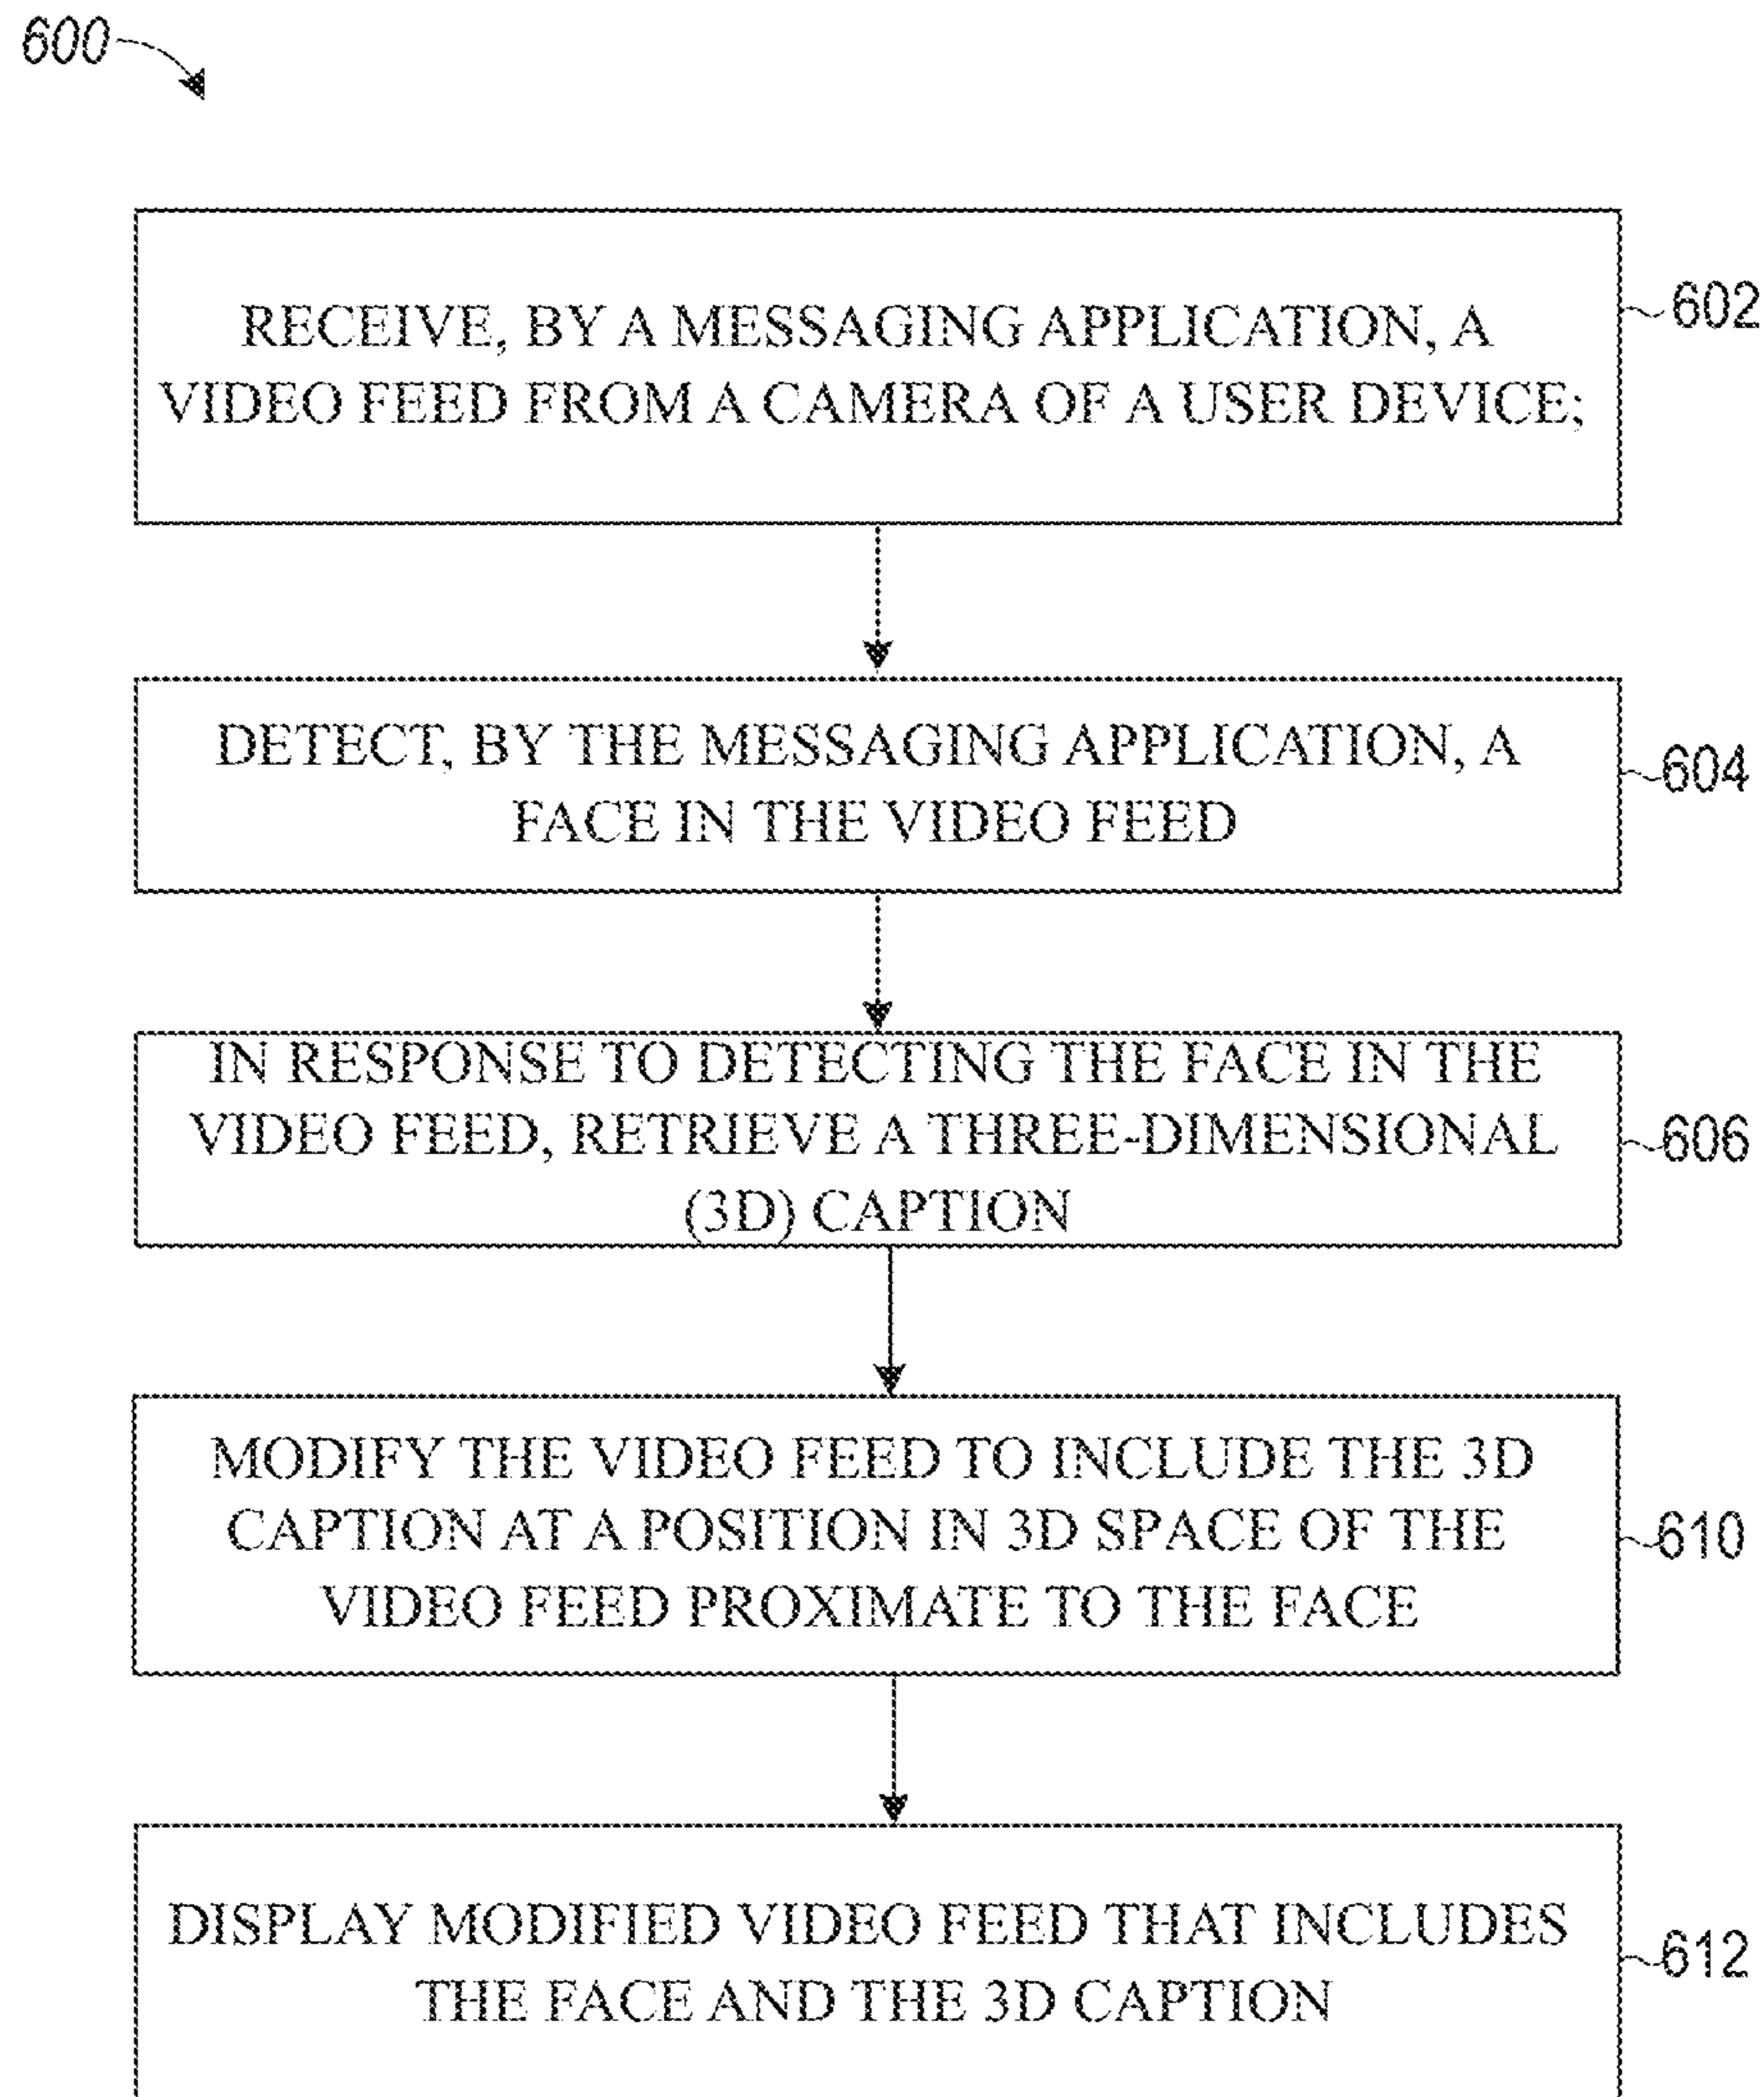 600
RECEIVE, BY A MESSAGING APPLICATION, A
VIDEO FEED FROM A CAMERA OF A USER DEVICE;
602
DETECT, BY THE MESSAGING APPLICATION, A
FACE IN THE VIDEO FEED
604
IN RESPONSE TO DETECTING THE FACE IN THE
VIDEO FEED, RETRIEVE A THREE-DIMENSIONAL
(3D) CAPTION
606
MODIFY THE VIDEO FEED TO INCLUDE THE 3D
CAPTION AT A POSITION IN 3D SPACE OF THE
VIDEO FEED PROXIMATE TO THE FACE
610
DISPLAY MODIFIED VIDEO FEED THAT INCLUDES
THE FACE AND THE 3D CAPTION
612